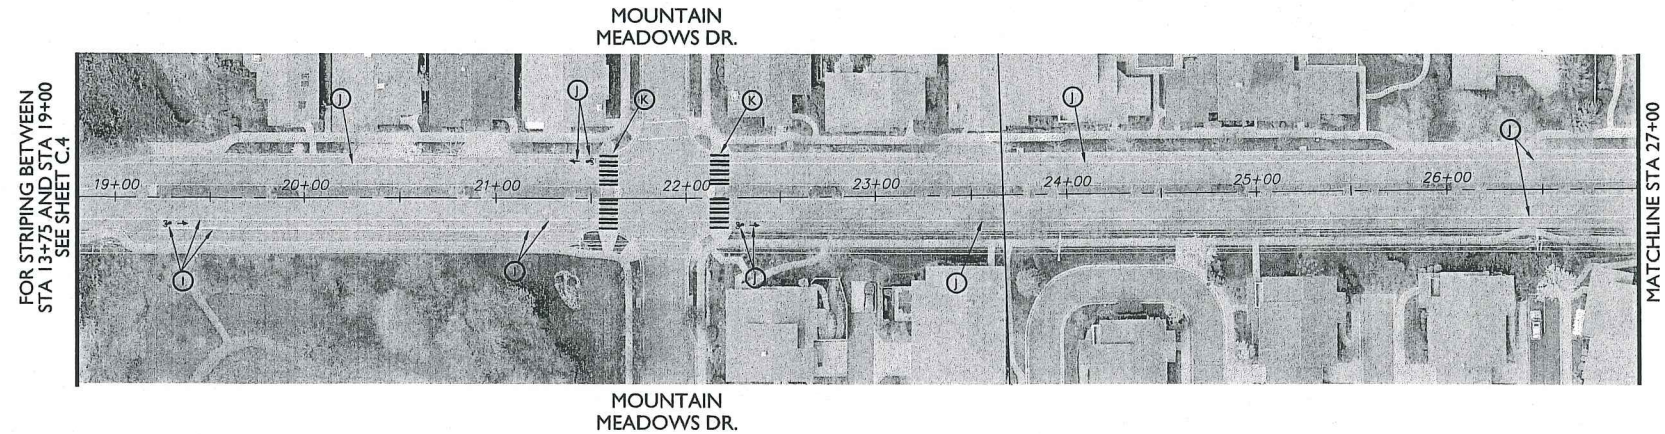 MOUNTAIN
MEADOWS DR.
FOR STRIPING BETWEEN
STA 13+75 AND STA 19+00
SEE SHEET C.4
J
J
K
K
J
J
19+00
20+00
21+00
22+00
23+00
24+00
25+00
26+00
MATCHLINE STA 27+00
I
I
J
J
MOUNTAIN
MEADOWS DR.